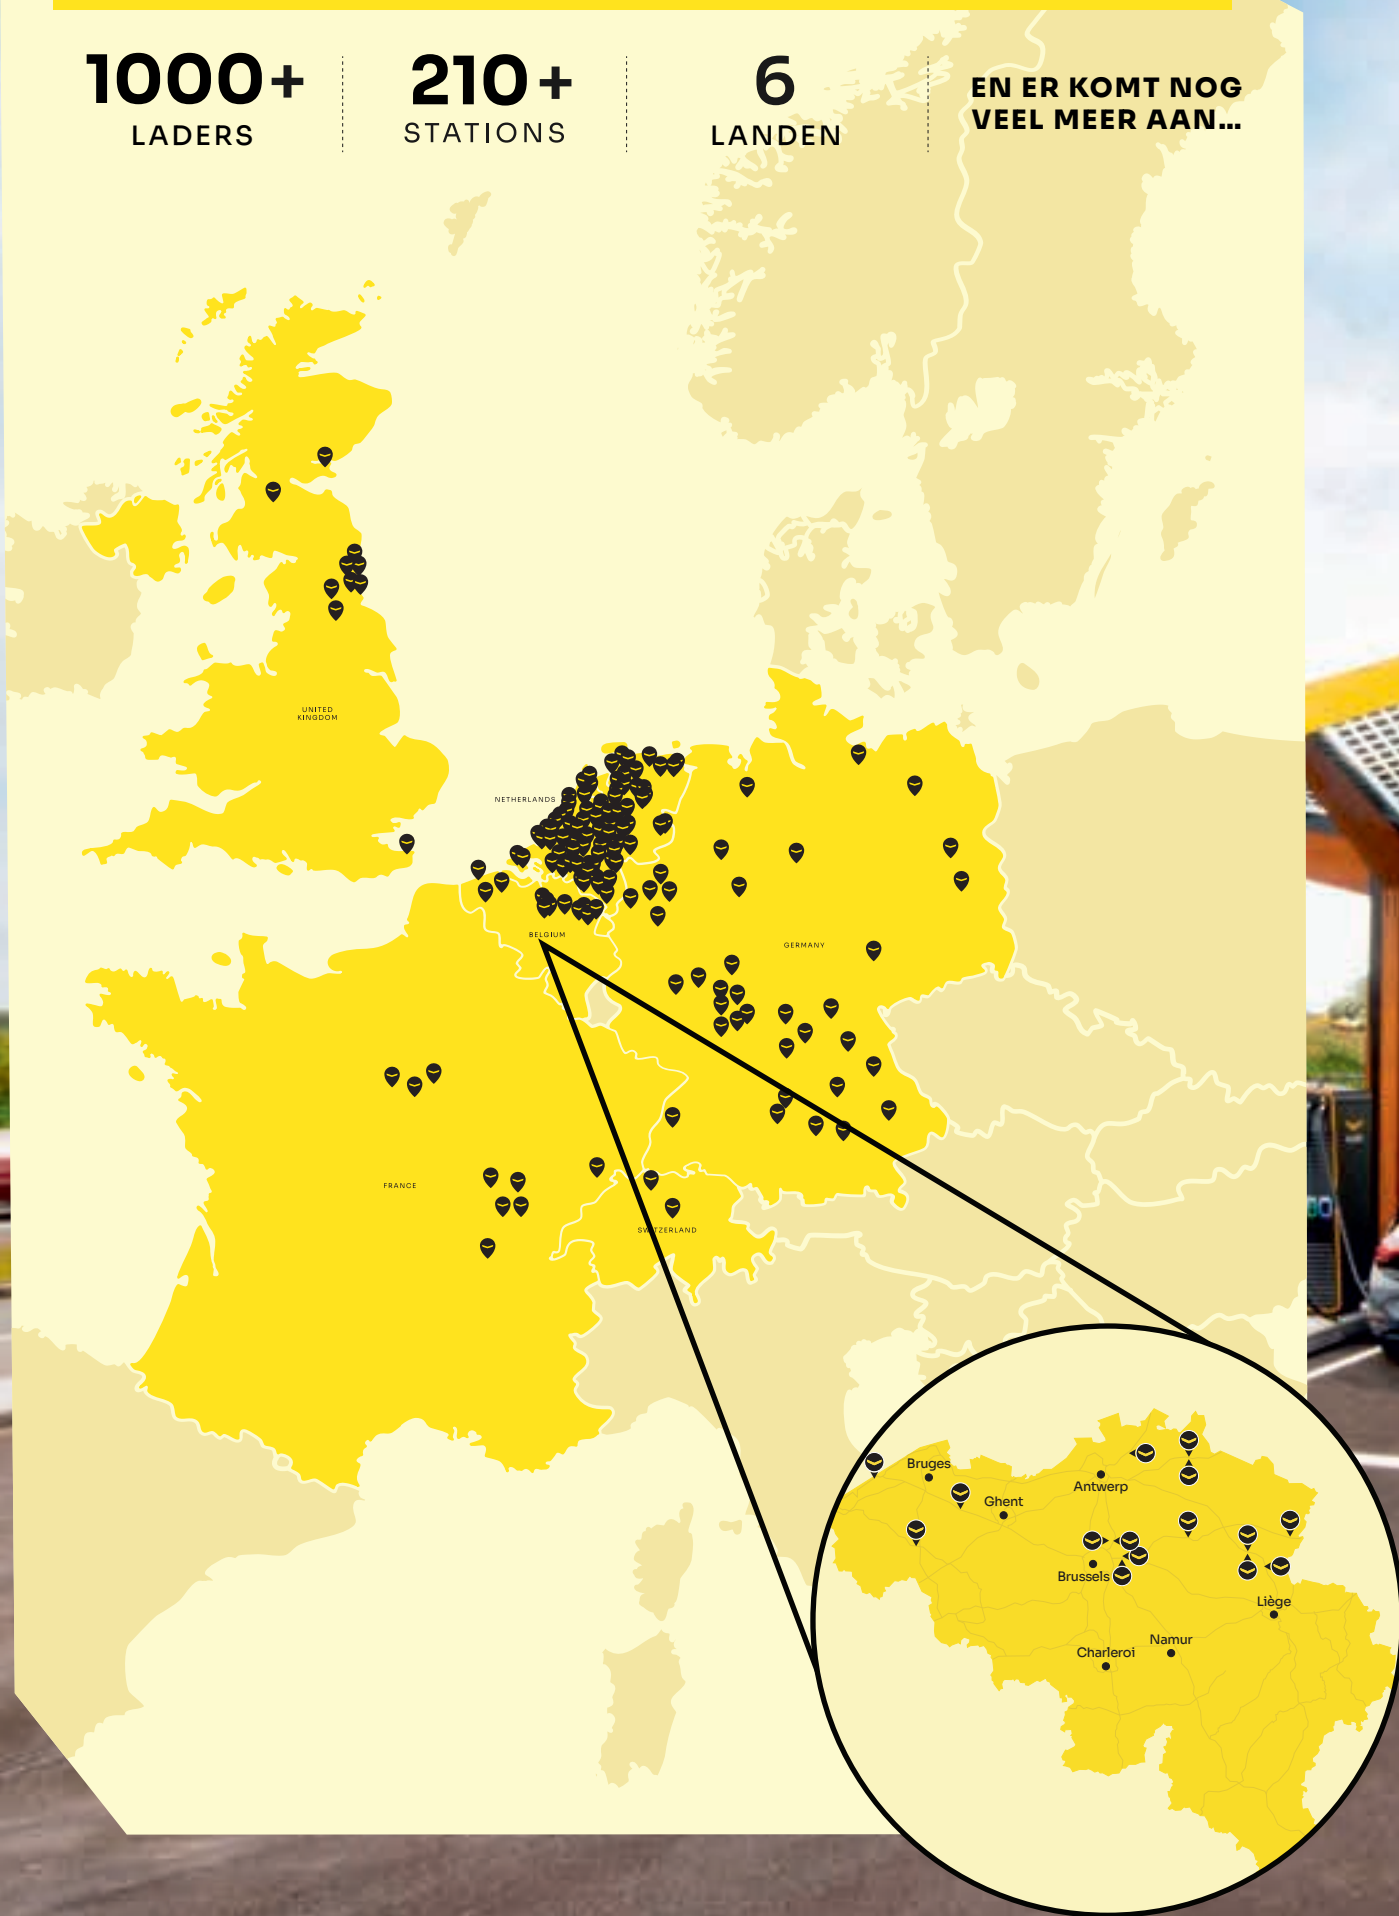 1000+
LADERS
210+
STATIONS
6
LANDEN
EN ER KOMT NOG
VEEL MEER AAN...
UNITED
KINGDOM
NETHERLANDS
BELGIUM
GERMANY
FRANCE
SWITZERLAND
Bruges
Ghent
Antwerp
Brussels
Liège
Namur
Charleroi